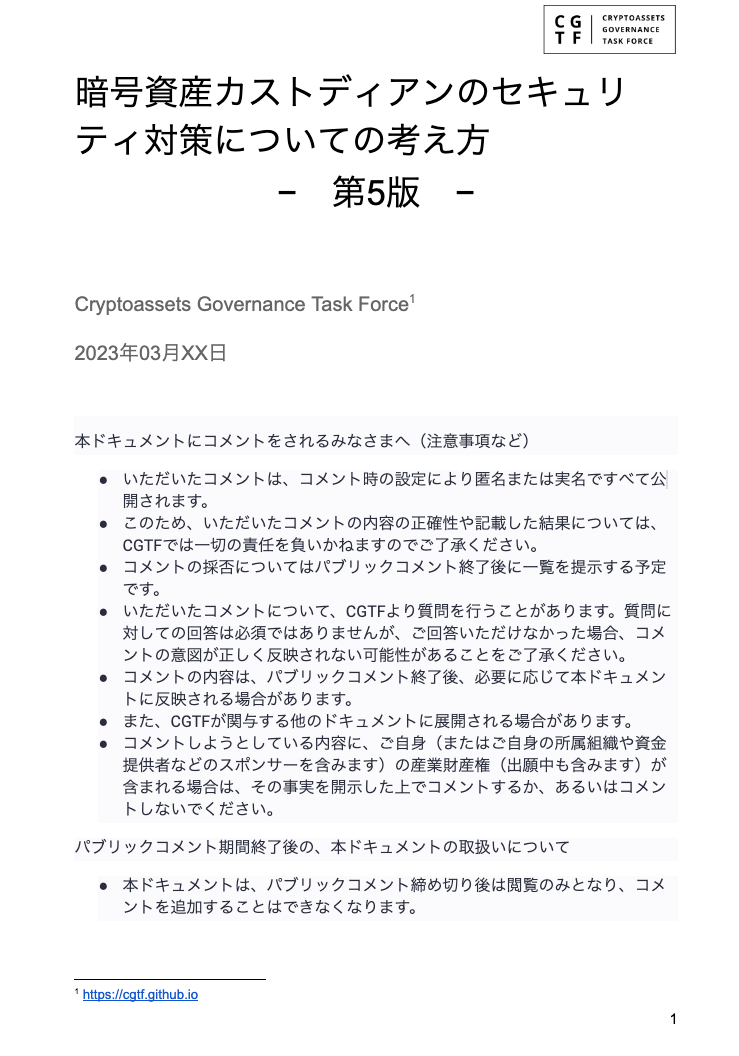 CG
TF
CRYPTOASSETS
GOVERNANCE
TASK FORCE
暗号資産カストディアンのセキュリ
ティ対策についての考え方
− 第5版 −
Cryptoassets Governance Task Force1
2023年03月XX日
本ドキュメントにコメントをされるみなさまへ（注意事項など）
● いただいたコメントは、コメント時の設定により匿名または実名ですべて公
開されます。
● このため、いただいたコメントの内容の正確性や記載した結果については、
CGTFでは一切の責任を負いかねますのでご了承ください。
● コメントの採否についてはパブリックコメント終了後に一覧を提示する予定
です。
● いただいたコメントについて、CGTFより質問を行うことがあります。質問に
対しての回答は必須ではありませんが、ご回答いただけなかった場合、コメ
ントの意図が正しく反映されない可能性があることをご了承ください。
● コメントの内容は、パブリックコメント終了後、必要に応じて本ドキュメン
トに反映される場合があります。
● また、CGTFが関与する他のドキュメントに展開される場合があります。
● コメントしようとしている内容に、ご自身（またはご自身の所属組織や資金
提供者などのスポンサーを含みます）の産業財産権（出願中も含みます）が
含まれる場合は、その事実を開示した上でコメントするか、あるいはコメン
トしないでください。
パブリックコメント期間終了後の、本ドキュメントの取扱いについて
● 本ドキュメントは、パブリックコメント締め切り後は閲覧のみとなり、コメ
ントを追加することはできなくなります。
1 https://cgtf.github.io
1